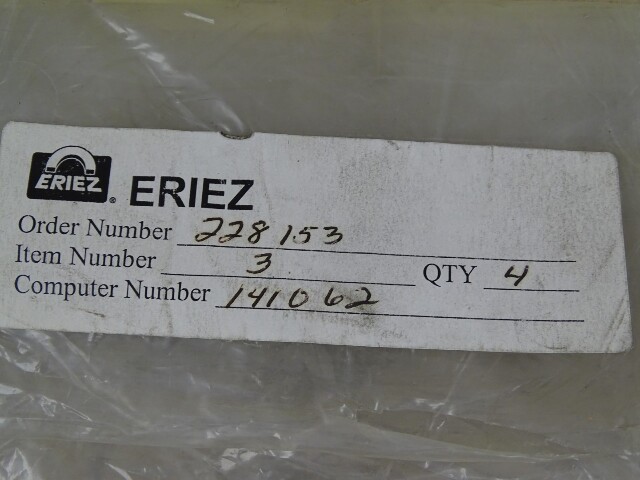 ERIEZ
® ERIEZ
Order Number 228153
Item Number 3 QTY 4
Computer Number 141062